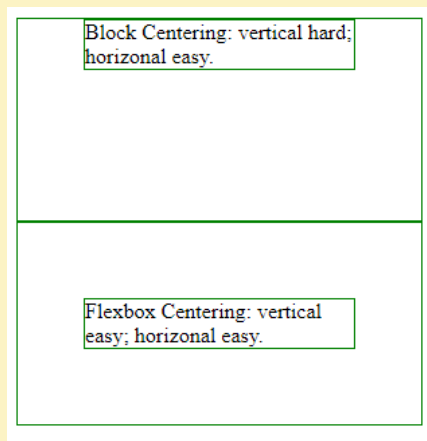 Block Centering: vertical hard;
horizonal easy.
Flexbox Centering: vertical
easy; horizonal easy.